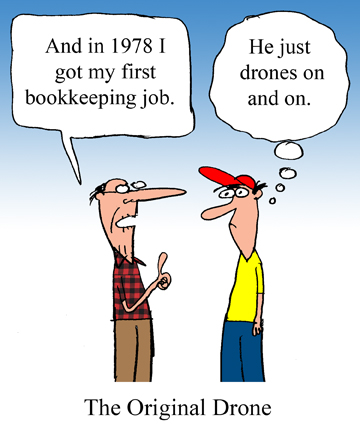 And in 1978 I
got my first
bookkeeping job.
He just
drones on
and on.
The Original Drone